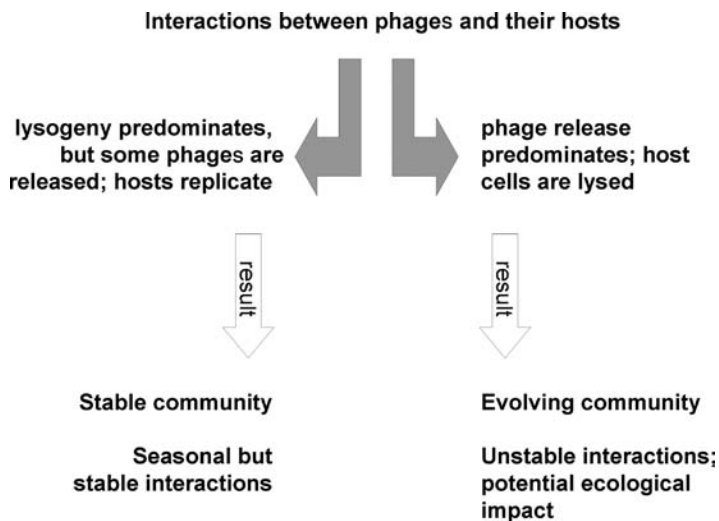 Interactions between phages and their hosts
lysogeny predominates,
but some phages are
released; hosts replicate
phage release
predominates; host
cells are lysed
result
result
Stable community
Seasonal but
stable interactions
Evolving community
Unstable interactions;
potential ecological
impact